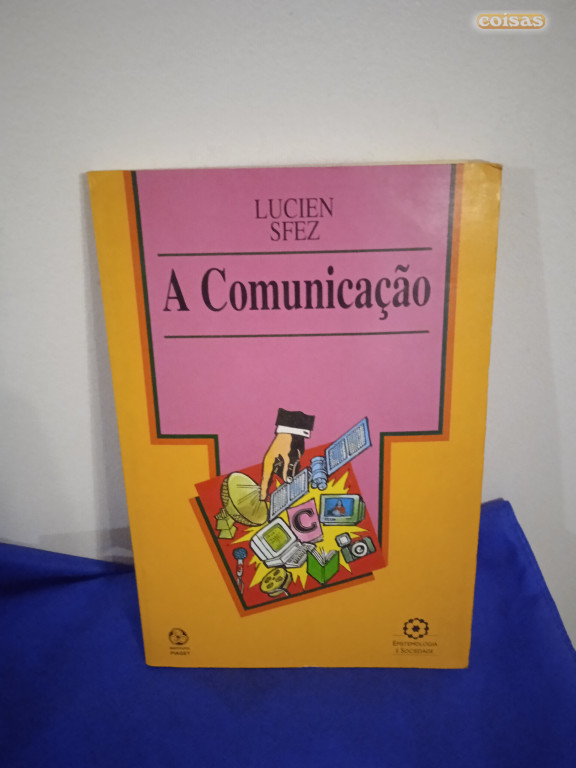 coisas
LUCIEN
SFEZ
A Comunicação
C
INSTITUTO
PIAGET
EPISTEMOLOGIA
E SOCIEDADE